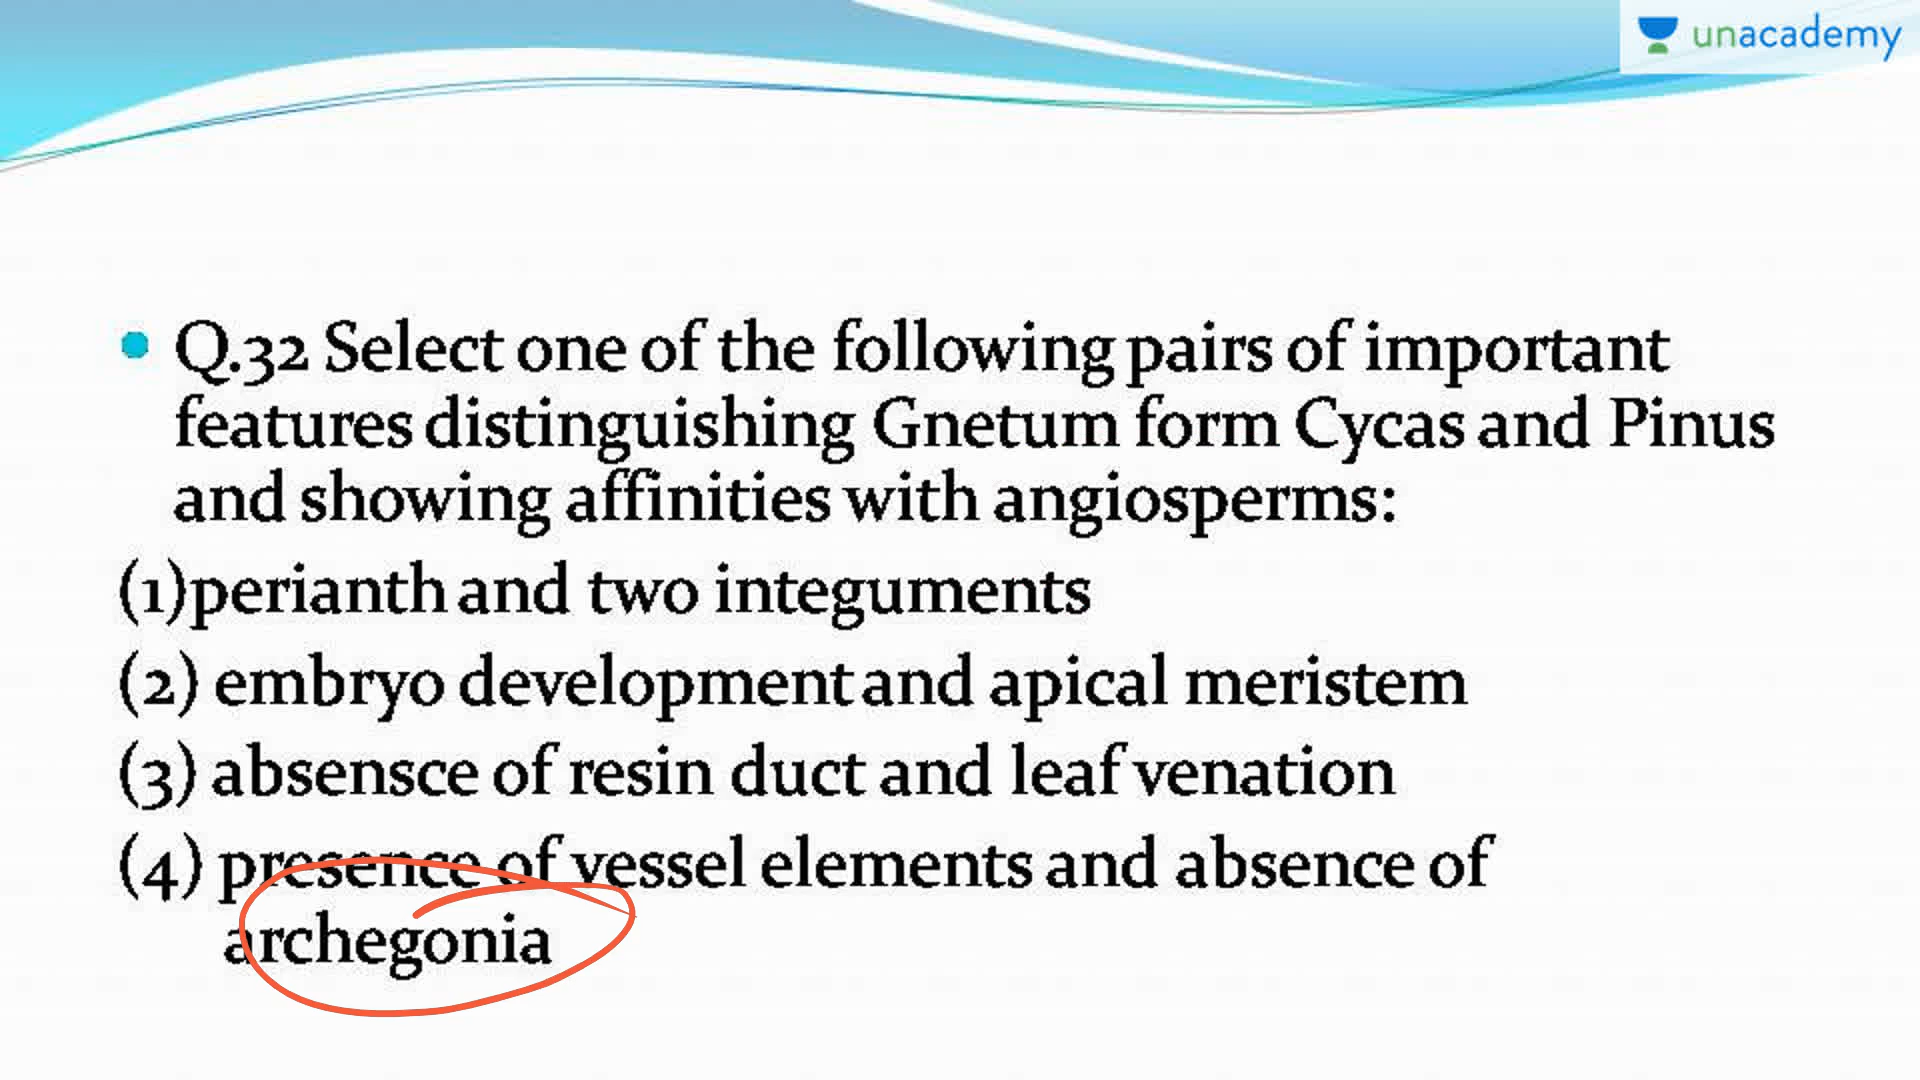 unacademy
Q.32 Select one of the following pairs of important
features distinguishing Gnetum form Cycas and Pinus
and showing affinities with angiosperms:
(1)perianth and two integuments
(2) embryo development and apical meristem
(3) absensce of resin duct and leaf venation
(4) presence of vessel elements and absence of
archegonia